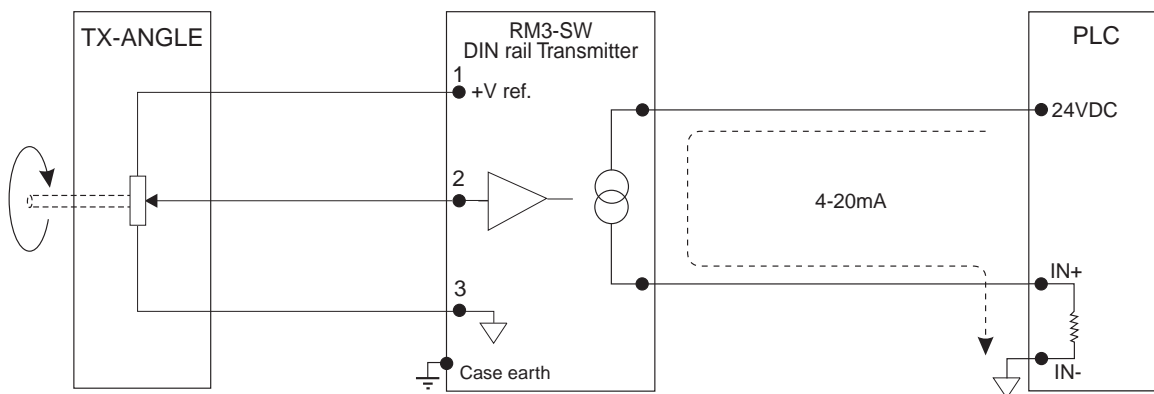 TX-ANGLE
RM3-SW
DIN rail Transmitter
PLC
1
+V ref.
24VDC
2
4-20mA
3
IN+
Case earth
IN-